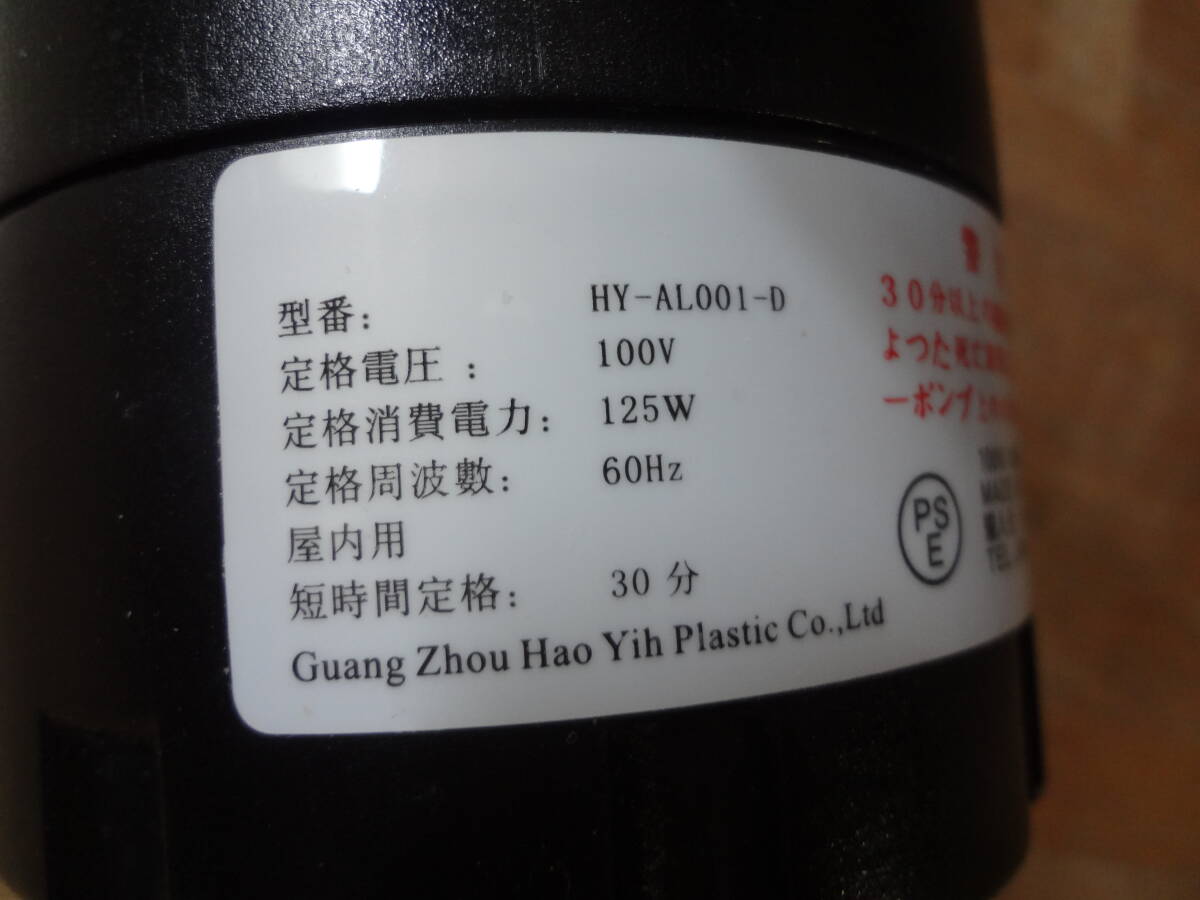 型番: HY-AL001-D
定格電圧 : 100V
定格消費電力: 125W
定格周波數: 60Hz
屋内用
短時間定格: 30 分
Guang Zhou Hao Yih Plastic Co.,Ltd
30分以上
よつた
ーポンプ
PS
E